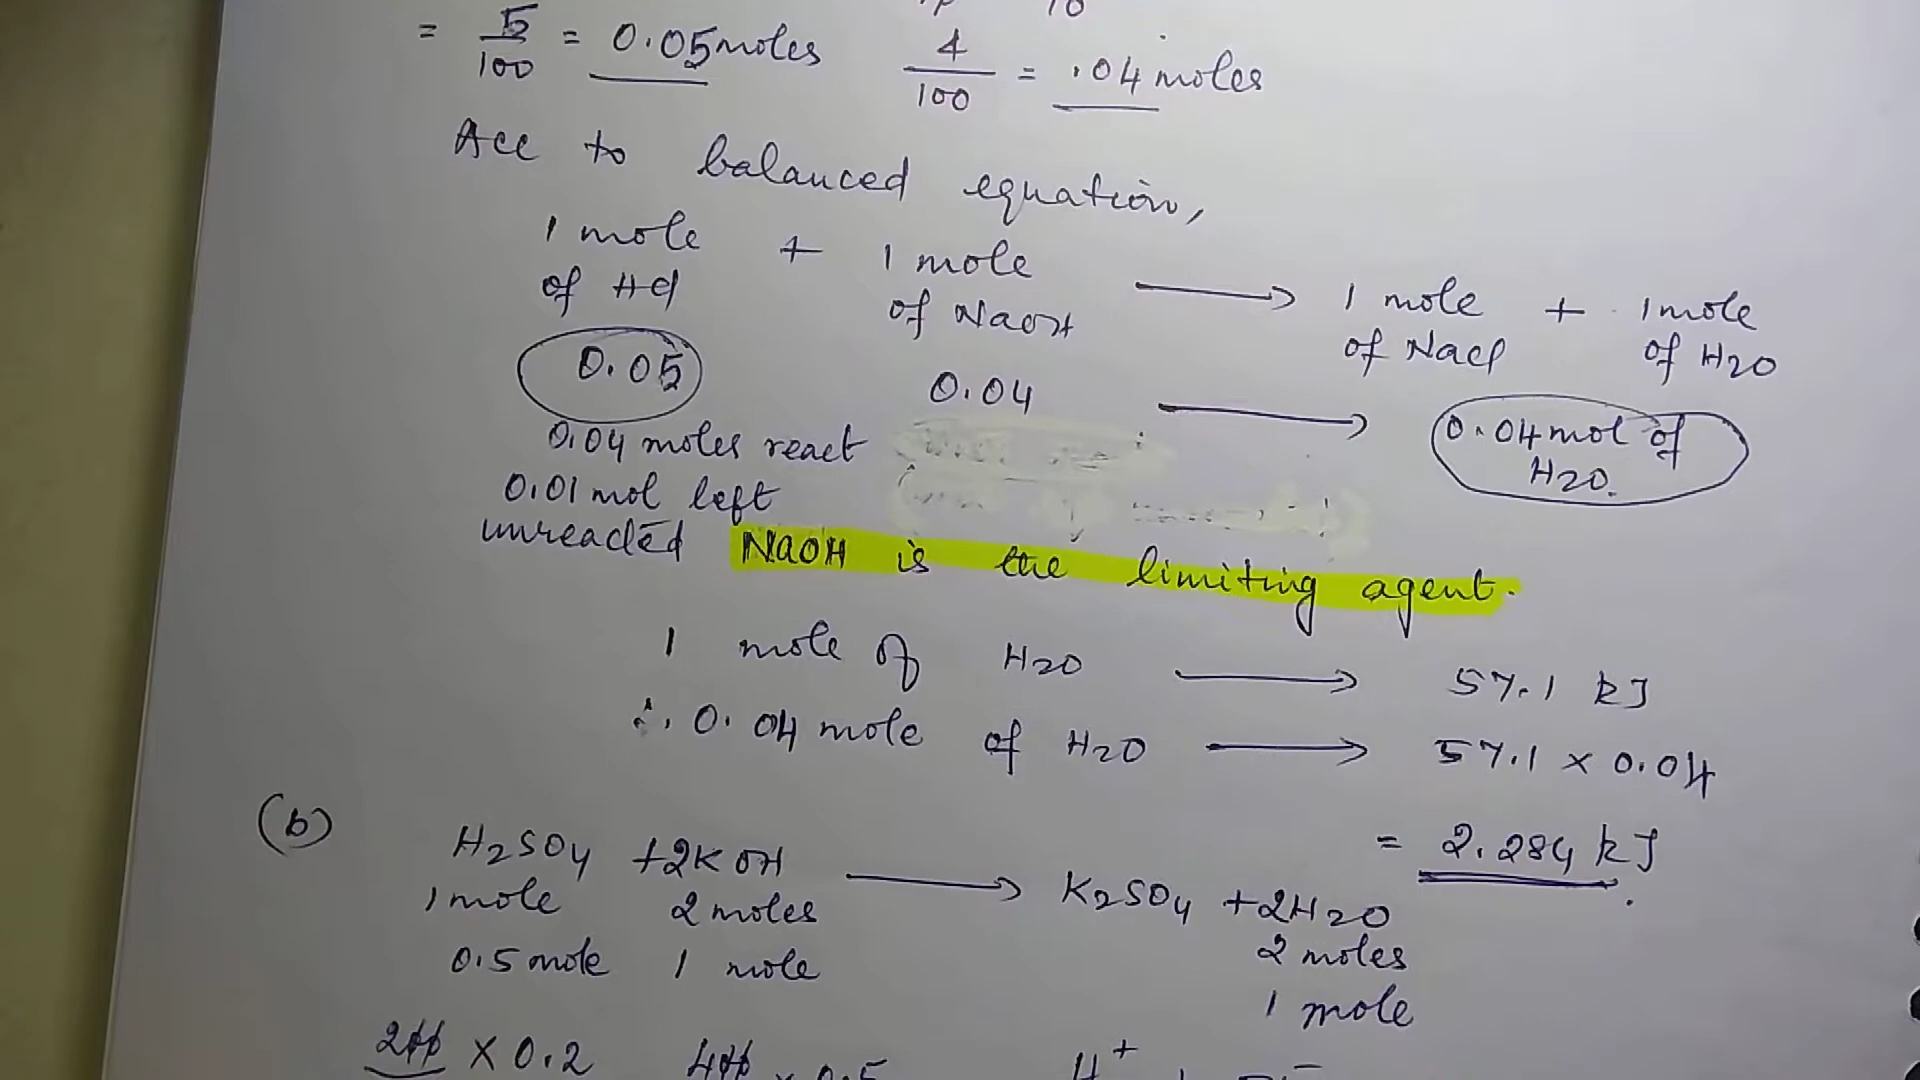 = 5/100 = 0.05 moles 4/100 = .04 moles
Acc to balanced equation,
1 mole + 1 mole ⟶ 1 mole + 1 mole
of HCl of NaOH of NaCl of H2O
0.05 0.04 ⟶ 0.04 mol of
H2O.
0.04 moles react
0.01 mol left
unreacted NaOH is the limiting agent.
1 mole of H2O ⟶ 57.1 kJ
∴ 0.04 mole of H2O ⟶ 57.1 × 0.04
= 2.284 kJ.
(b) H2SO4 + 2KOH ⟶ K2SO4 + 2H2O
1 mole 2 moles 2 moles
0.5 mole 1 mole 1 mole
× 0.2
H+